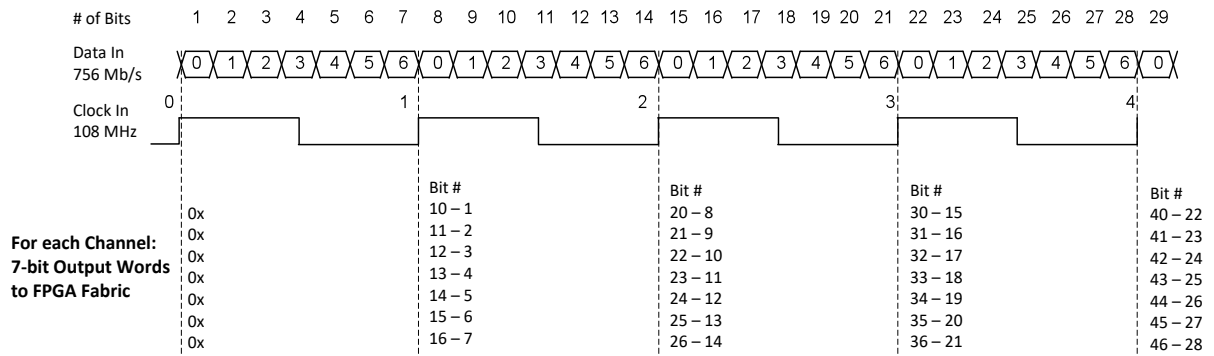 # of Bits 1 2 3 4 5 6 7 8 9 10 11 12 13 14 15 16 17 18 19 20 21 22 23 24 25 26 27 28 29
Data In
756 Mb/s
0 1 2 3 4 5 6 0 1 2 3 4 5 6 0 1 2 3 4 5 6 0 1 2 3 4 5 6 0
0 1 2 3 4
Clock In
108 MHz
For each Channel:
7-bit Output Words
to FPGA Fabric
0x
0x
0x
0x
0x
0x
0x
Bit #
10 – 1
11 – 2
12 – 3
13 – 4
14 – 5
15 – 6
16 – 7
Bit #
20 – 8
21 – 9
22 – 10
23 – 11
24 – 12
25 – 13
26 – 14
Bit #
30 – 15
31 – 16
32 – 17
33 – 18
34 – 19
35 – 20
36 – 21
Bit #
40 – 22
41 – 23
42 – 24
43 – 25
44 – 26
45 – 27
46 – 28